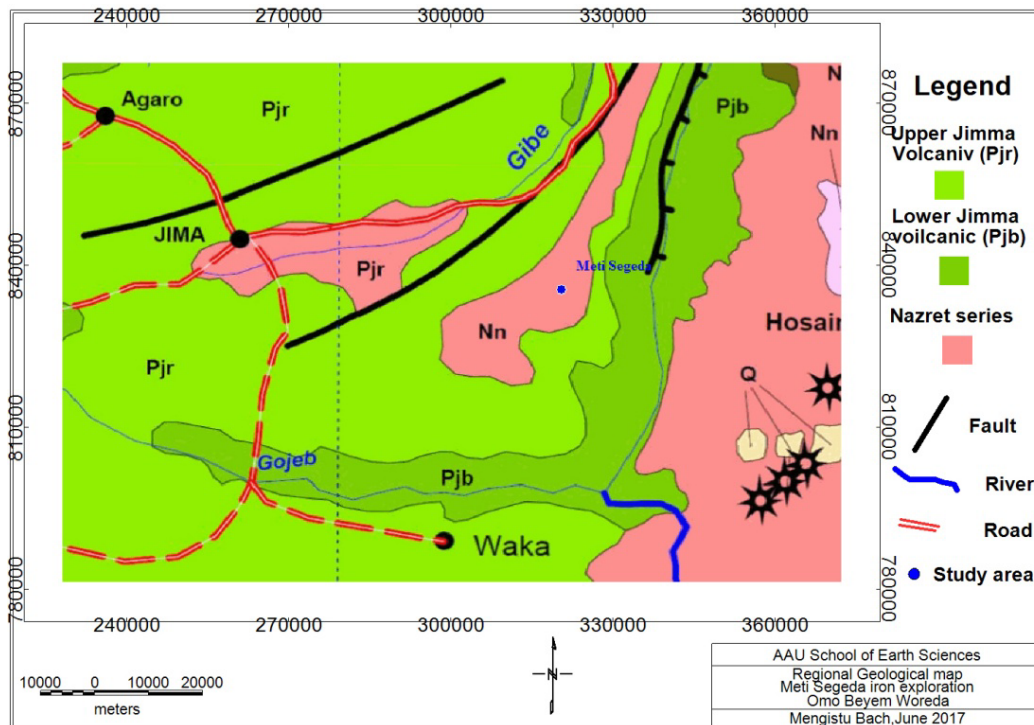 240000 270000 300000 330000 360000
870000
840000
810000
780000
870000
840000
810000
780000
Agaro
Pjr
Gibe
Pjb
N
Nn
JIMA
Pjr
Meti Segeda
Nn
Hosain
Pjr
Q
Gojeb
Pjb
Waka
240000 270000 300000 330000 360000
Legend
Upper Jimma
Volcaniv (Pjr)
Lower Jimma
voilcanic (Pjb)
Nazret series
Fault
River
Road
Study area
10000 0 10000 20000
meters
N
AAU School of Earth Sciences
Regional Geological map
Meti Segeda iron exploration
Omo Beyem Woreda
Mengistu Bach,June 2017